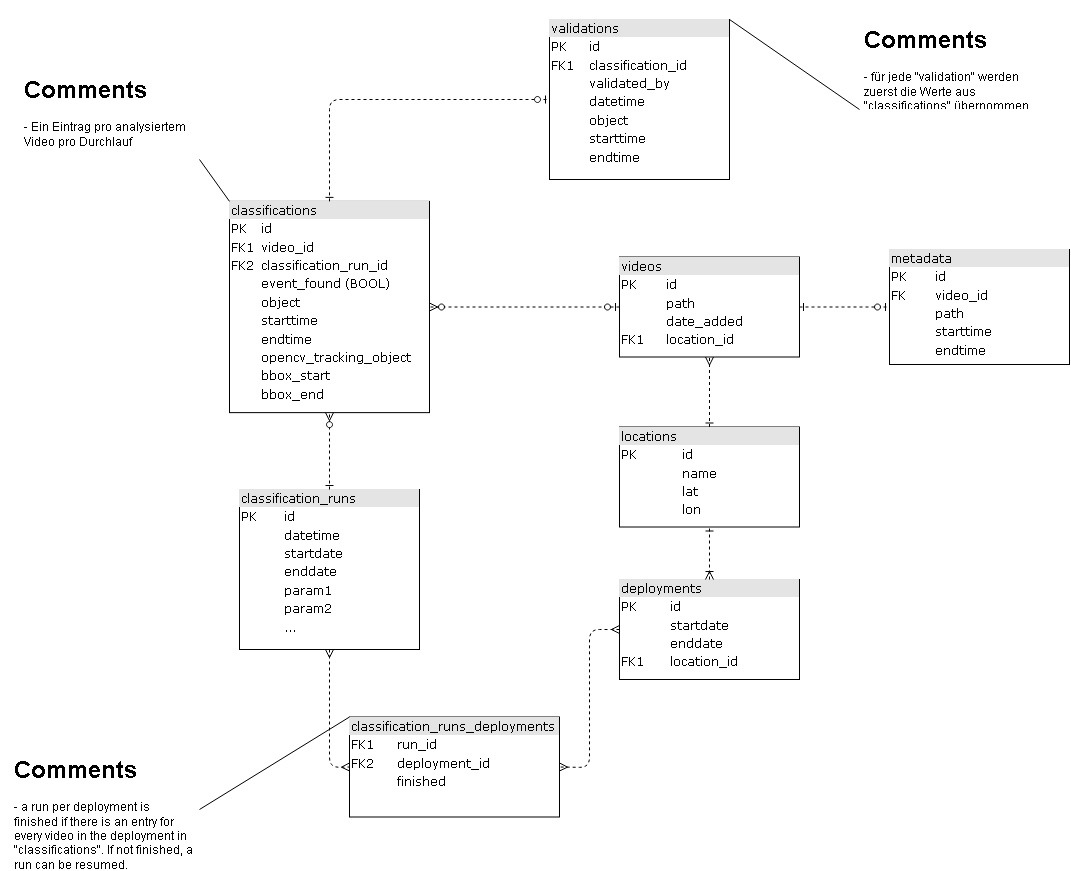 validations
PK id
FK1 classification_id
validated_by
datetime
object
starttime
endtime
Comments
- für jede "validation" werden
zuerst die Werte aus
"classifications" übernommen
Comments
- Ein Eintrag pro analysiertem
Video pro Durchlauf
classifications
PK id
FK1 video_id
FK2 classification_run_id
event_found (BOOL)
object
starttime
endtime
opencv_tracking_object
bbox_start
bbox_end
videos
PK id
path
date_added
FK1 location_id
metadata
PK id
FK video_id
path
starttime
endtime
locations
PK id
name
lat
lon
classification_runs
PK id
datetime
startdate
enddate
param1
param2
...
deployments
PK id
startdate
enddate
FK1 location_id
classification_runs_deployments
FK1 run_id
FK2 deployment_id
finished
Comments
- a run per deployment is
finished if there is an entry for
every video in the deployment in
"classifications". If not finished, a
run can be resumed.